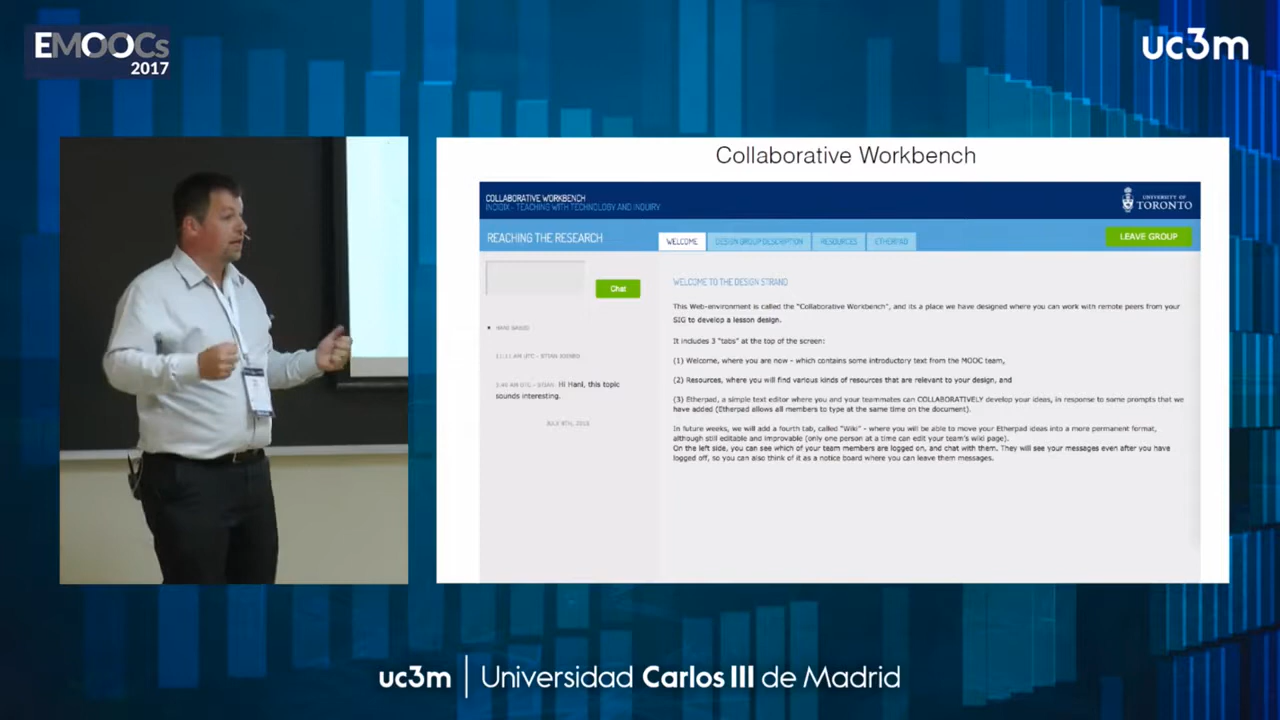 EMOOCs
2017
uc3m
Collaborative Workbench
COLLABORATIVE WORKBENCH
INQ101X - TEACHING WITH TECHNOLOGY AND INQUIRY
UNIVERSITY OF
TORONTO
REACHING THE RESEARCH
WELCOME
DESIGN GROUP DESCRIPTION
RESOURCES
ETHERPAD
LEAVE GROUP
Chat
11:11 AM UTC - STIAN JOINED
Hi Hani, this topic
sounds interesting.
WELCOME TO THE DESIGN STRAND
This Web-environment is called the "Collaborative Workbench", and its a place we have designed where you can work with remote peers from your
SIG to develop a lesson design.
It includes 3 "tabs" at the top of the screen:
(1) Welcome, where you are now - which contains some introductory text from the MOOC team,
(2) Resources, where you will find various kinds of resources that are relevant to your design, and
(3) Etherpad, a simple text editor where you and your teammates can COLLABORATIVELY develop your ideas, in response to some prompts that we
have added (Etherpad allows all members to type at the same time on the document).
In future weeks, we will add a fourth tab, called "Wiki" - where you will be able to move your Etherpad ideas into a more permanent format,
although still editable and improvable (only one person at a time can edit your team's wiki page).
On the left side, you can see which of your team members are logged on, and chat with them. They will see your messages even after you have
logged off, so you can also think of it as a notice board where you can leave them messages.
uc3m | Universidad Carlos III de Madrid